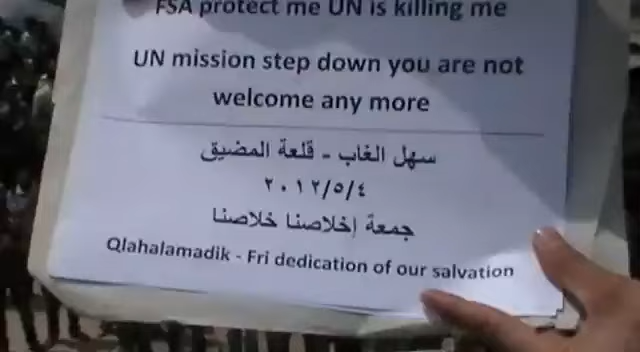 FSA protect me UN is killing me
UN mission step down you are not
welcome any more
سهل الغاب - قلعة المضيق
٢٠١٢/٥/٤
جمعة إخلاصنا خلاصنا
Qlahalamadik - Fri dedication of our salvation